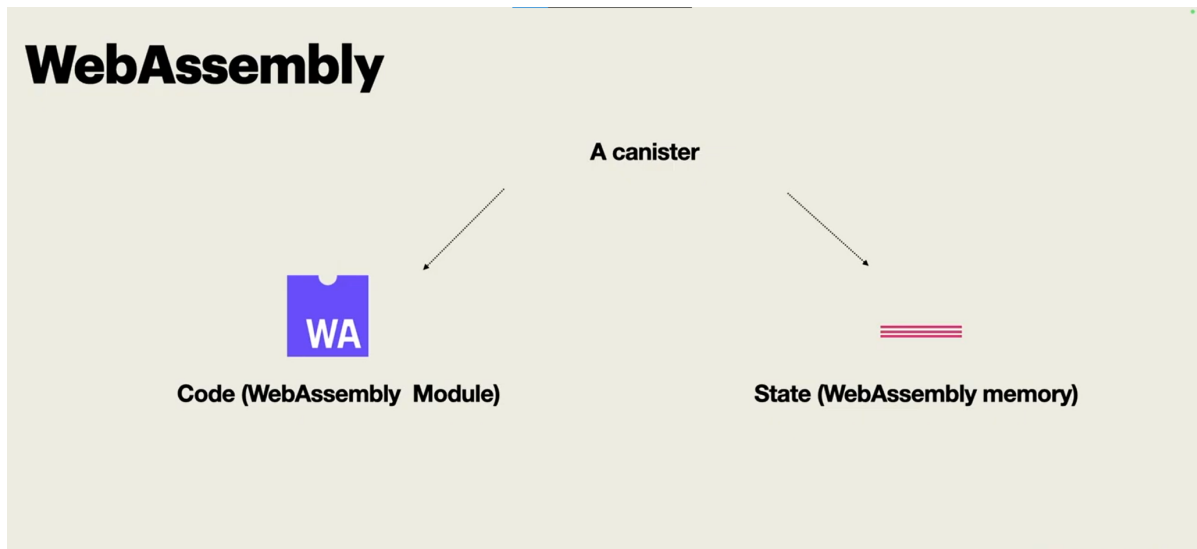 WebAssembly
A canister
WA
Code (WebAssembly  Module)
State (WebAssembly memory)